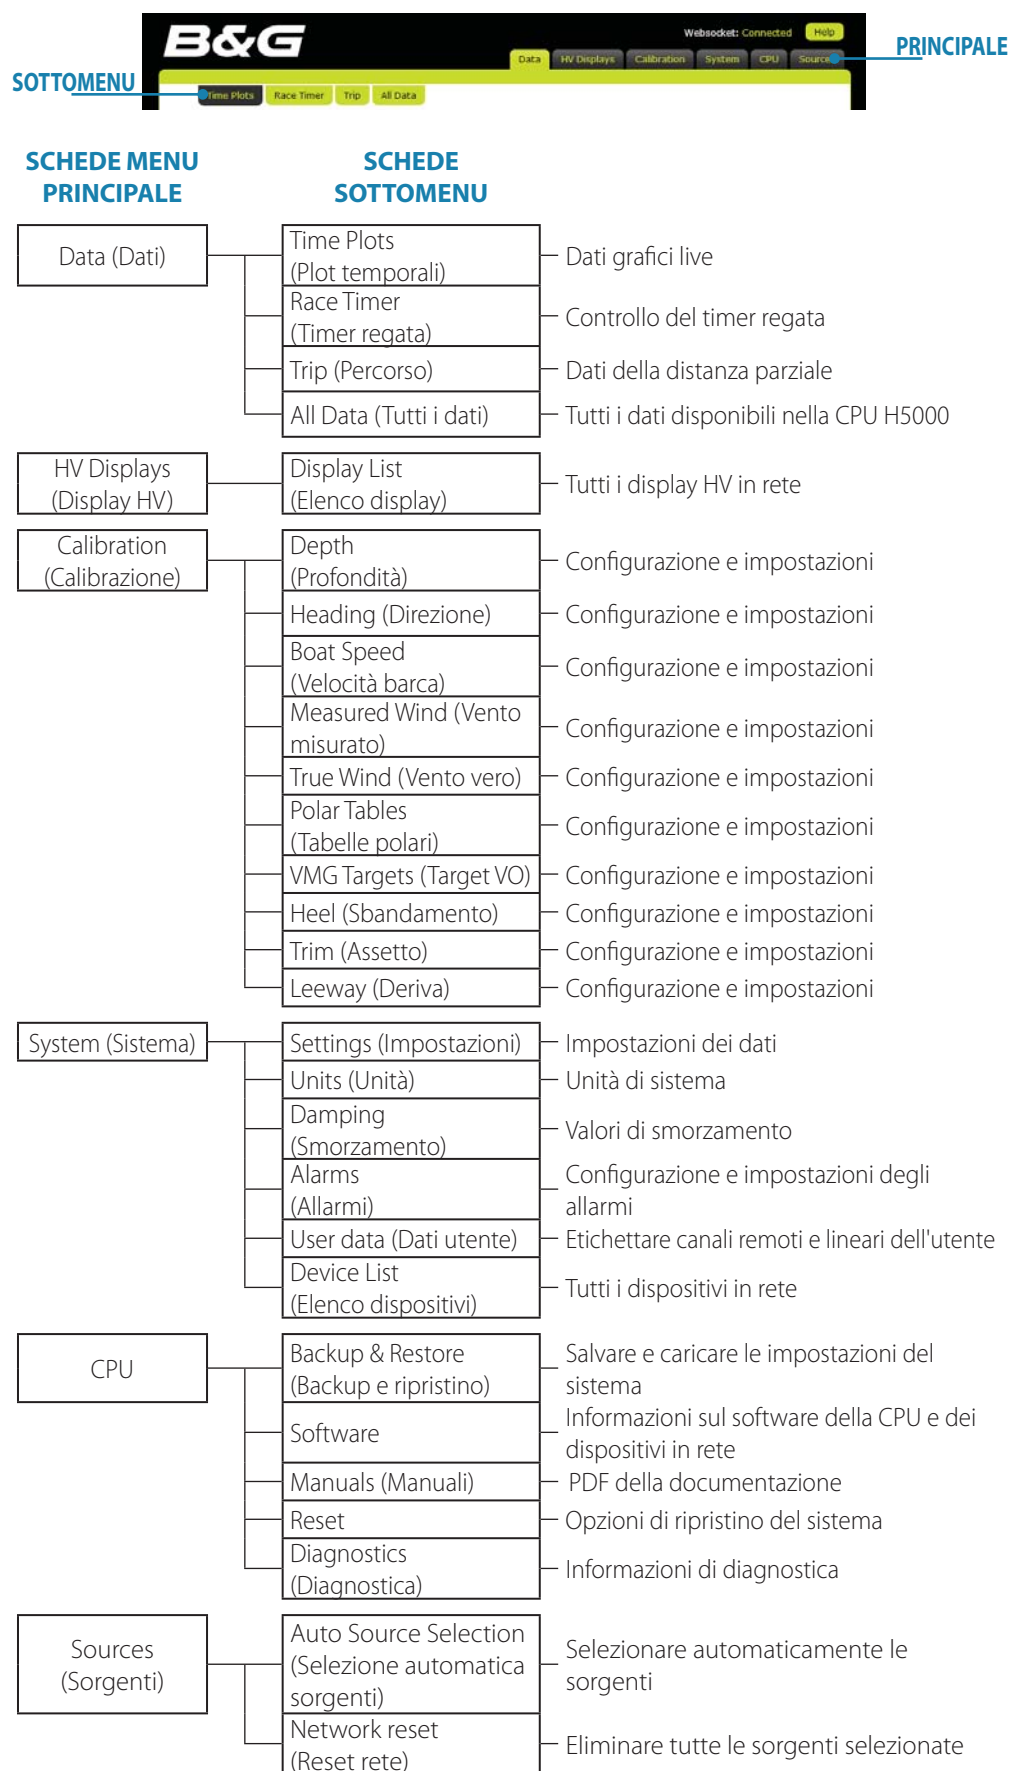 B&G
Websocket: Connected Help
PRINCIPALE
Data HV Displays Calibration System CPU Sources
SOTTOMENU
Time Plots Race Timer Trip All Data
SCHEDE MENU
PRINCIPALE
SCHEDE
SOTTOMENU
Data (Dati)
Time Plots
(Plot temporali)
Dati grafici live
Race Timer
(Timer regata)
Controllo del timer regata
Trip (Percorso)
Dati della distanza parziale
All Data (Tutti i dati)
Tutti i dati disponibili nella CPU H5000
HV Displays
(Display HV)
Display List
(Elenco display)
Tutti i display HV in rete
Calibration
(Calibrazione)
Depth
(Profondità)
Configurazione e impostazioni
Heading (Direzione)
Configurazione e impostazioni
Boat Speed
(Velocità barca)
Configurazione e impostazioni
Measured Wind (Vento
misurato)
Configurazione e impostazioni
True Wind (Vento vero)
Configurazione e impostazioni
Polar Tables
(Tabelle polari)
Configurazione e impostazioni
VMG Targets (Target VO)
Configurazione e impostazioni
Heel (Sbandamento)
Configurazione e impostazioni
Trim (Assetto)
Configurazione e impostazioni
Leeway (Deriva)
Configurazione e impostazioni
System (Sistema)
Settings (Impostazioni)
Impostazioni dei dati
Units (Unità)
Unità di sistema
Damping
(Smorzamento)
Valori di smorzamento
Alarms
(Allarmi)
Configurazione e impostazioni degli
allarmi
User data (Dati utente)
Etichettare canali remoti e lineari dell'utente
Device List
(Elenco dispositivi)
Tutti i dispositivi in rete
CPU
Backup & Restore
(Backup e ripristino)
Salvare e caricare le impostazioni del
sistema
Software
Informazioni sul software della CPU e dei
dispositivi in rete
Manuals (Manuali)
PDF della documentazione
Reset
Opzioni di ripristino del sistema
Diagnostics
(Diagnostica)
Informazioni di diagnostica
Sources
(Sorgenti)
Auto Source Selection
(Selezione automatica
sorgenti)
Selezionare automaticamente le
sorgenti
Network reset
(Reset rete)
Eliminare tutte le sorgenti selezionate